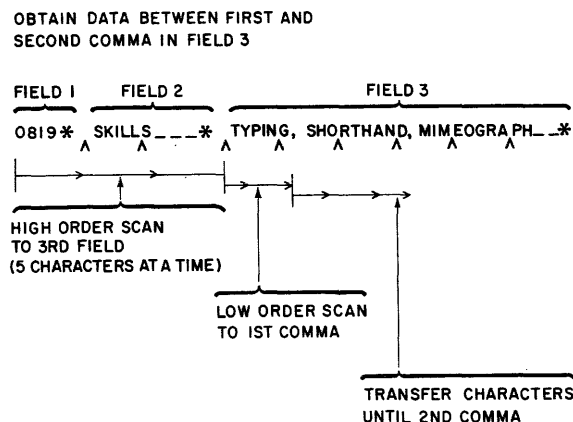 OBTAIN DATA BETWEEN FIRST AND
SECOND COMMA IN FIELD 3
FIELD 1 FIELD 2 FIELD 3
0819* SKILLS___* TYPING, SHORTHAND, MIMEOGRAPH__*
HIGH ORDER SCAN
TO 3RD FIELD
(5 CHARACTERS AT A TIME)
LOW ORDER SCAN
TO 1ST COMMA
TRANSFER CHARACTERS
UNTIL 2ND COMMA